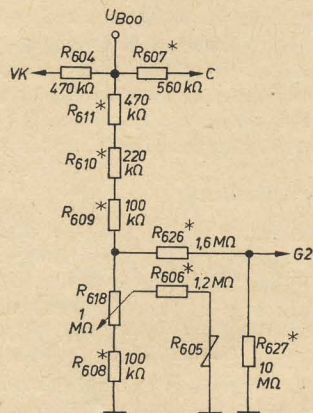 U_Boo
R604 R607*
VK C
470 kΩ 560 kΩ
R611* 470 kΩ
R610* 220 kΩ
R609* 100 kΩ
R626* 1,6 MΩ
G2
R606* 1,2 MΩ
R618 1 MΩ
R605
R627* 10 MΩ
R608* 100 kΩ